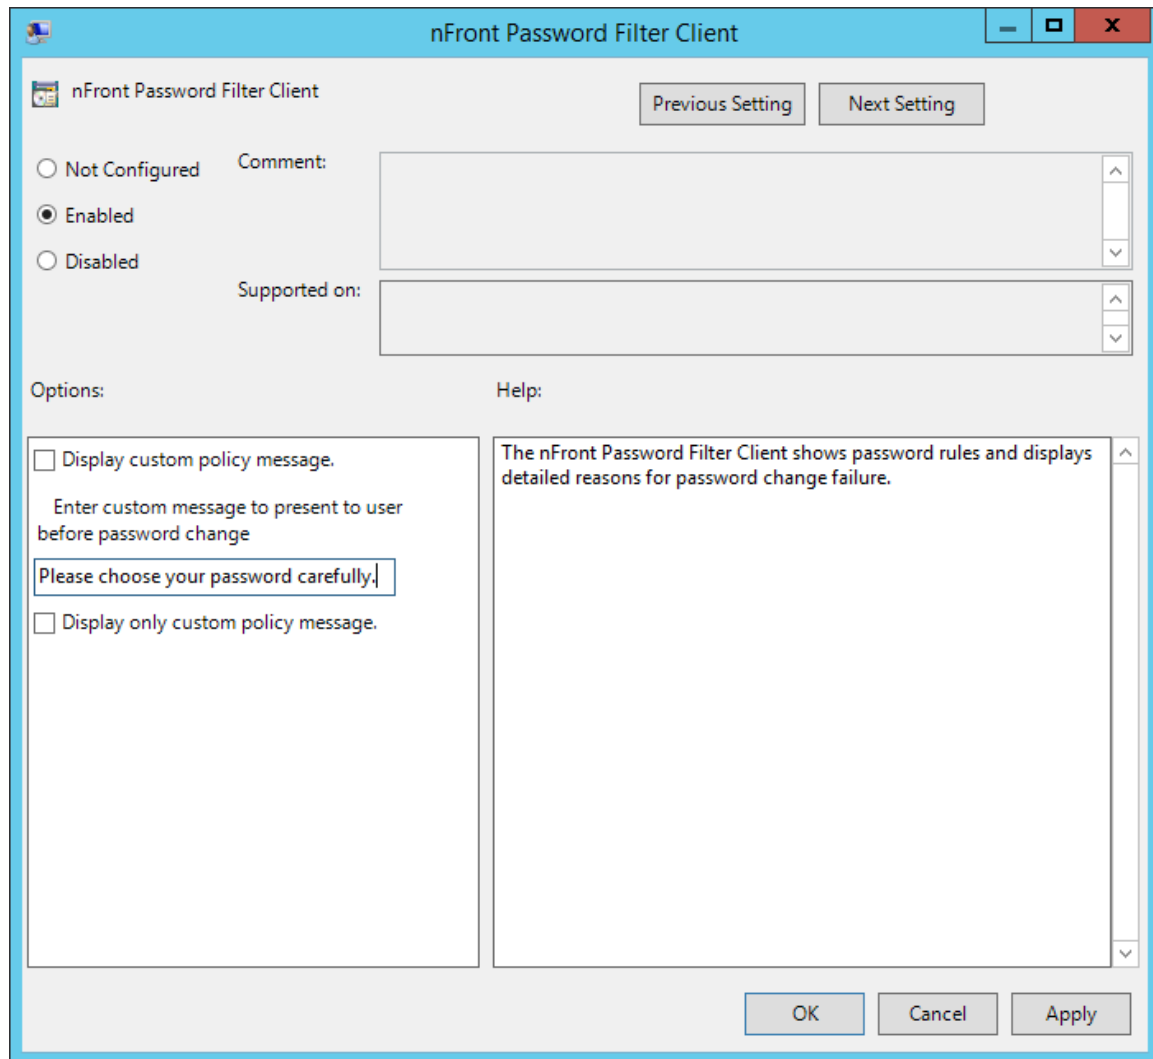 nFront Password Filter Client
nFront Password Filter Client
Previous Setting
Next Setting
Not Configured
Comment:
Enabled
Disabled
Supported on:
Options:
Help:
Display custom policy message.
Enter custom message to present to user
before password change
Please choose your password carefully.
Display only custom policy message.
The nFront Password Filter Client shows password rules and displays
detailed reasons for password change failure.
OK
Cancel
Apply